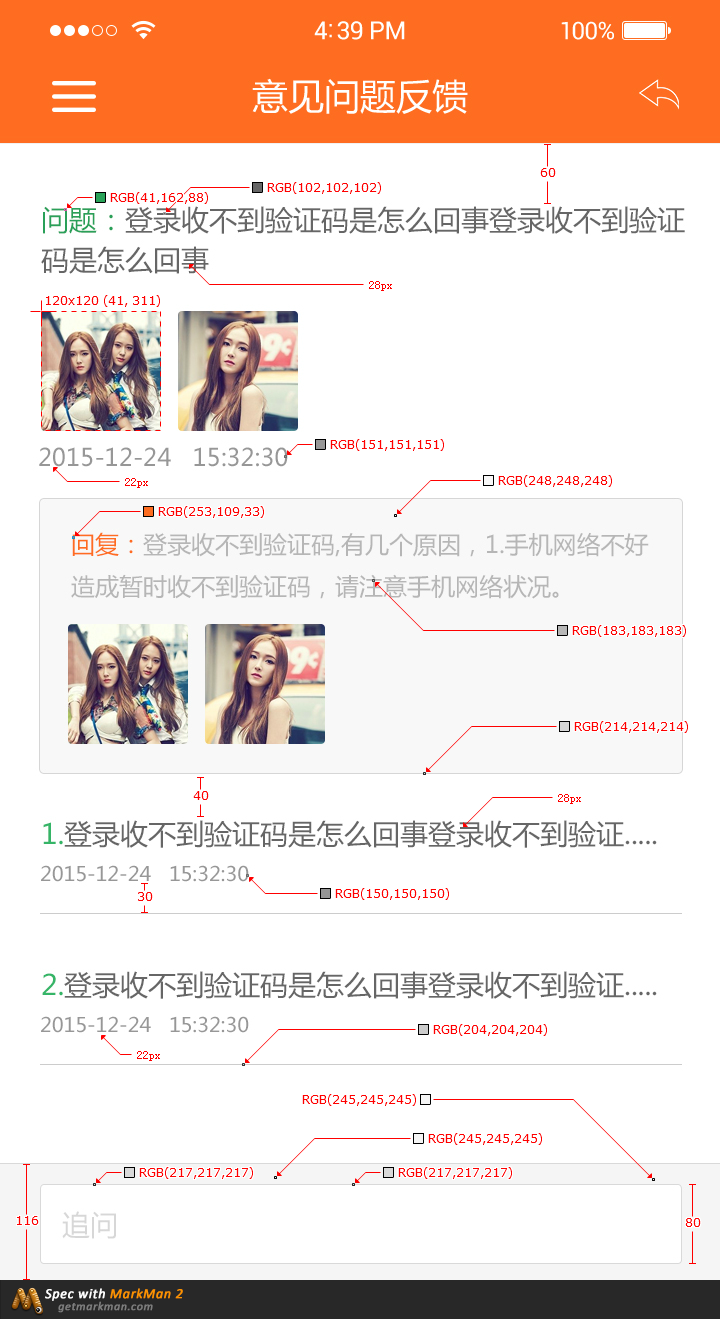 4:39 PM 100%
意见问题反馈
60
RGB(41,162,88) RGB(102,102,102)
问题：登录收不到验证码是怎么回事登录收不到验证
码是怎么回事
28px
120x120 (41, 311)
9c
2015-12-24 15:32:30 RGB(151,151,151)
22px RGB(248,248,248)
RGB(253,109,33)
回复：登录收不到验证码,有几个原因，1.手机网络不好
造成暂时收不到验证码，请注意手机网络状况。
RGB(183,183,183)
9c
RGB(214,214,214)
40 28px
1.登录收不到验证码是怎么回事登录收不到验证.....
2015-12-24 15:32:30
30 RGB(150,150,150)
2.登录收不到验证码是怎么回事登录收不到验证.....
2015-12-24 15:32:30
RGB(204,204,204)
22px
RGB(245,245,245)
RGB(245,245,245)
RGB(217,217,217) RGB(217,217,217)
116 追问 80
Spec with MarkMan 2
getmarkman.com